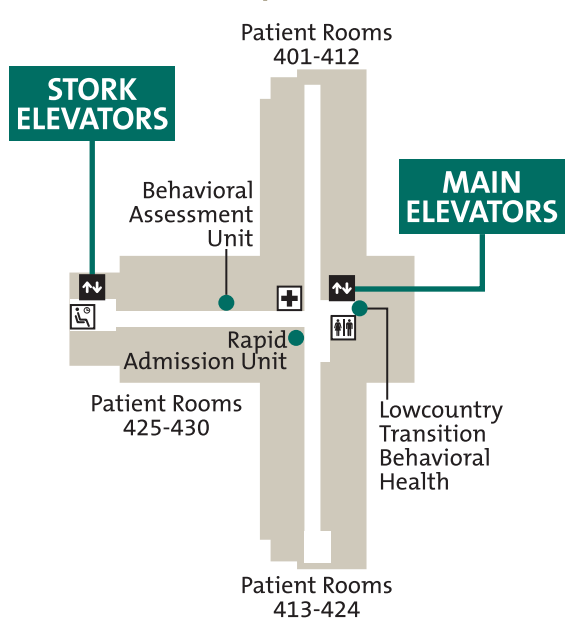 Patient Rooms
401-412
STORK
ELEVATORS
MAIN
ELEVATORS
Behavioral
Assessment
Unit
Rapid
Admission Unit
Patient Rooms
425-430
Lowcountry
Transition
Behavioral
Health
Patient Rooms
413-424